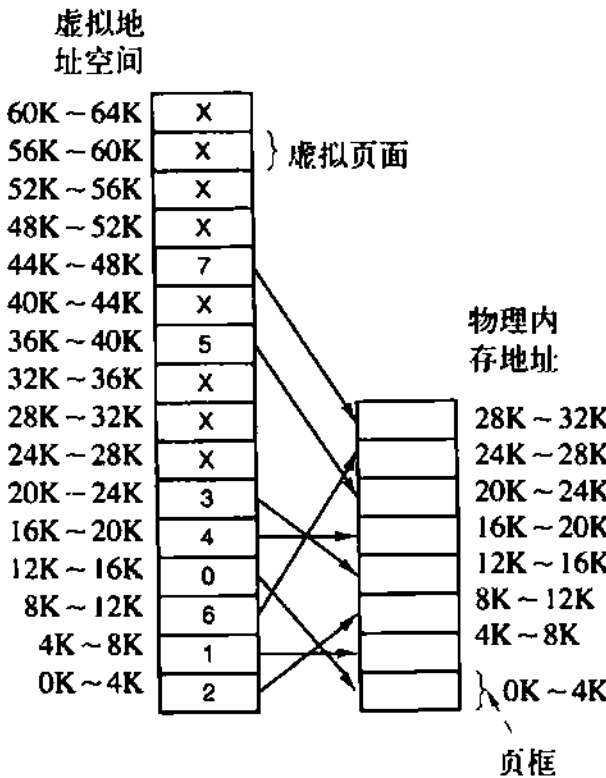 虚拟地
址空间
60K～64K X
56K～60K X
虚拟页面
52K～56K X
48K～52K X
44K～48K 7
40K～44K X
36K～40K 5
32K～36K X
28K～32K X
24K～28K X
20K－24K 3
16K～20K 4
12K～16K 0
8K～12K 6
4K～8K 1
0K～4K 2
物理内
存地址
28K～32K
24K～28K
20K～24K
16K～20K
12K～16K
8K～12K
4K～8K
0K～4K
页框